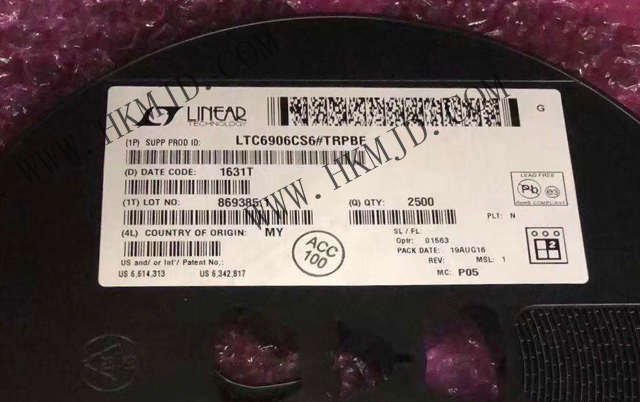 LINEAR
TECHNOLOGY
G
(1P) SUPP PROD ID: LTC6906CS6#TRPBF
(D) DATE CODE: 1631T
(1T) LOT NO: 869385.1
(Q) QTY: 2500
PLT: N
(4L) COUNTRY OF ORIGIN: MY
ACC
100
SL / FL:
Optr: 01563
PACK DATE: 19AUG16
REV: MSL: 1
MC: P05
US and/ or Int'l Patent No.:
US 6,614,313 US 6,342,817
LEAD FREE
Pb e3
RoHS COMPLIANT
2
WWW.HKMJD.COM
WWW.HKMJD.COM